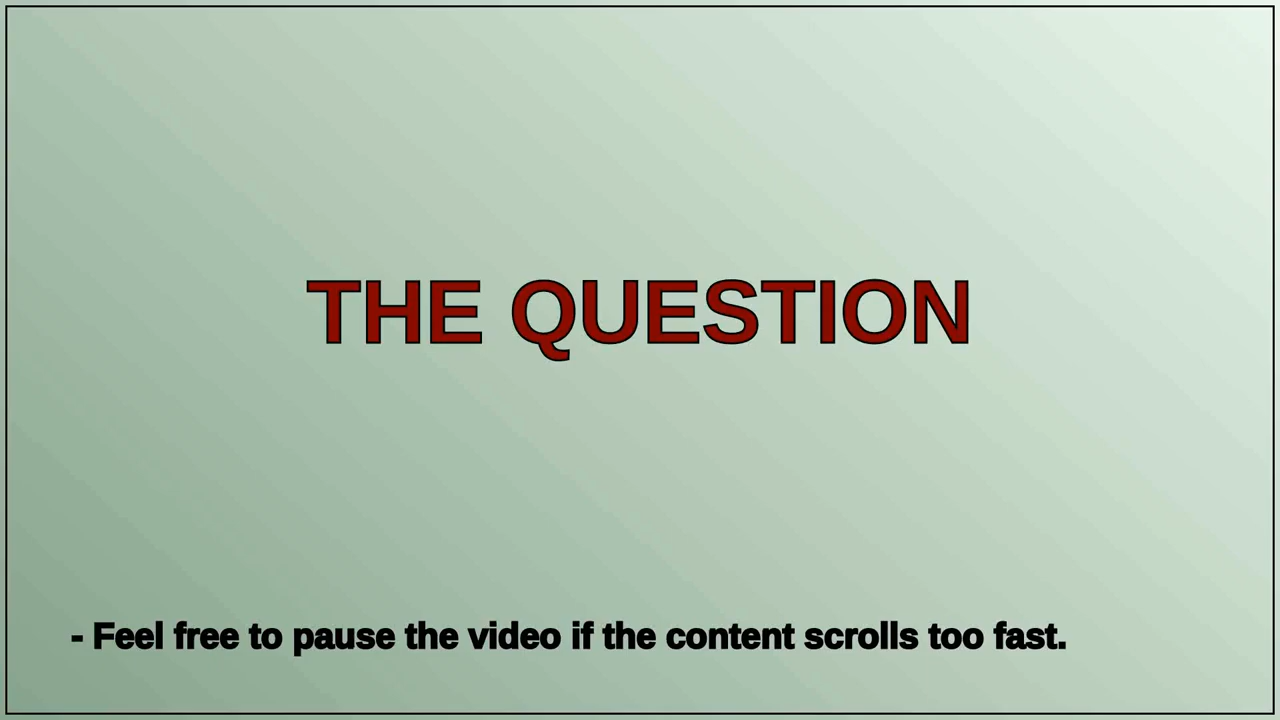 THE QUESTION
- Feel free to pause the video if the content scrolls too fast.